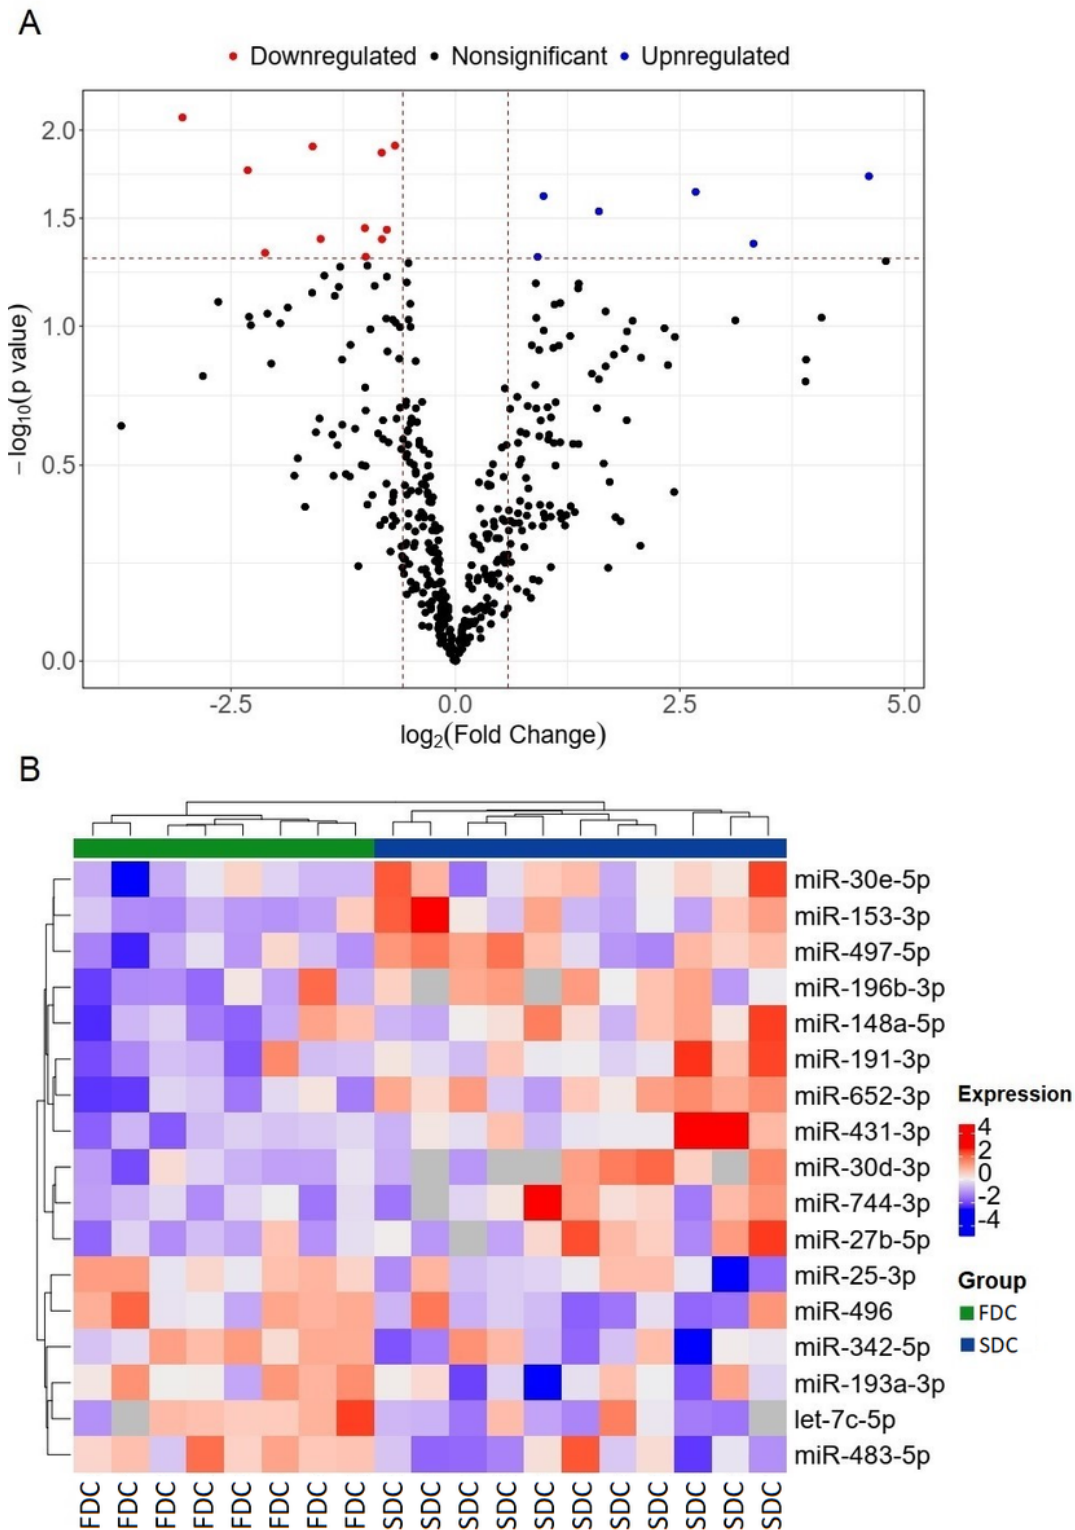 A
Downregulated Nonsignificant Upnregulated
2.0
1.5
1.0
0.5
0.0
− log10(p value)
-2.5 0.0 2.5 5.0
log2(Fold Change)
B
miR-30e-5p
miR-153-3p
miR-497-5p
miR-196b-3p
miR-148a-5p
miR-191-3p
miR-652-3p
miR-431-3p
miR-30d-3p
miR-744-3p
miR-27b-5p
miR-25-3p
miR-496
miR-342-5p
miR-193a-3p
let-7c-5p
miR-483-5p
Expression
4
2
0
-2
-4
Group
FDC
SDC
FDC FDC FDC FDC FDC FDC FDC FDC SDC SDC SDC SDC SDC SDC SDC SDC SDC SDC SDC